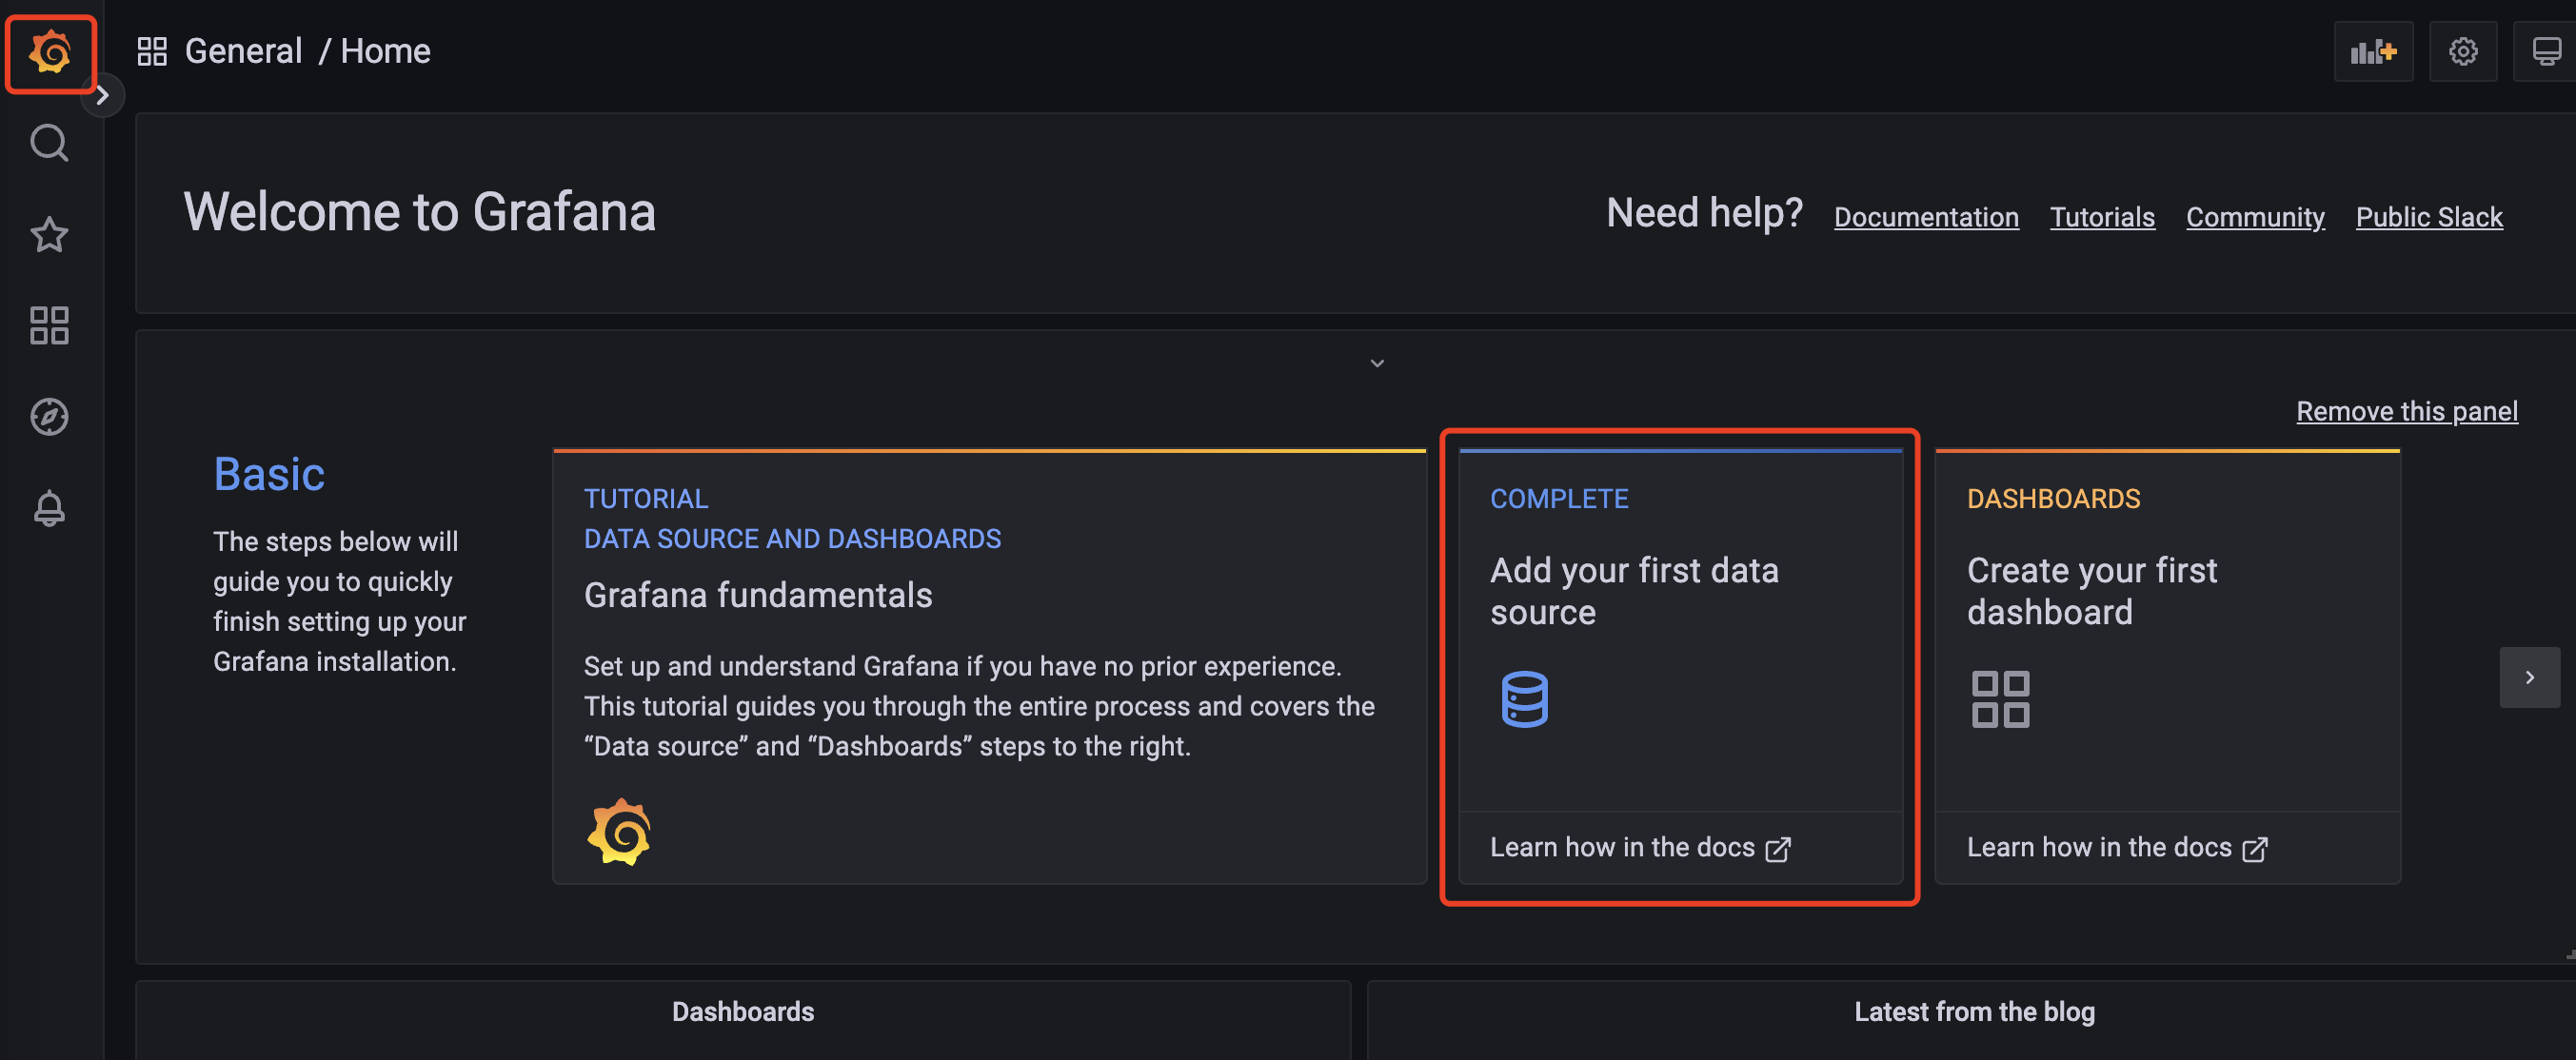 General / Home
Welcome to Grafana
Need help? Documentation Tutorials Community Public Slack
Remove this panel
Basic
The steps below will
guide you to quickly
finish setting up your
Grafana installation.
TUTORIAL
DATA SOURCE AND DASHBOARDS
Grafana fundamentals
Set up and understand Grafana if you have no prior experience.
This tutorial guides you through the entire process and covers the
“Data source” and “Dashboards” steps to the right.
COMPLETE
Add your first data
source
Learn how in the docs
DASHBOARDS
Create your first
dashboard
Learn how in the docs
Dashboards
Latest from the blog